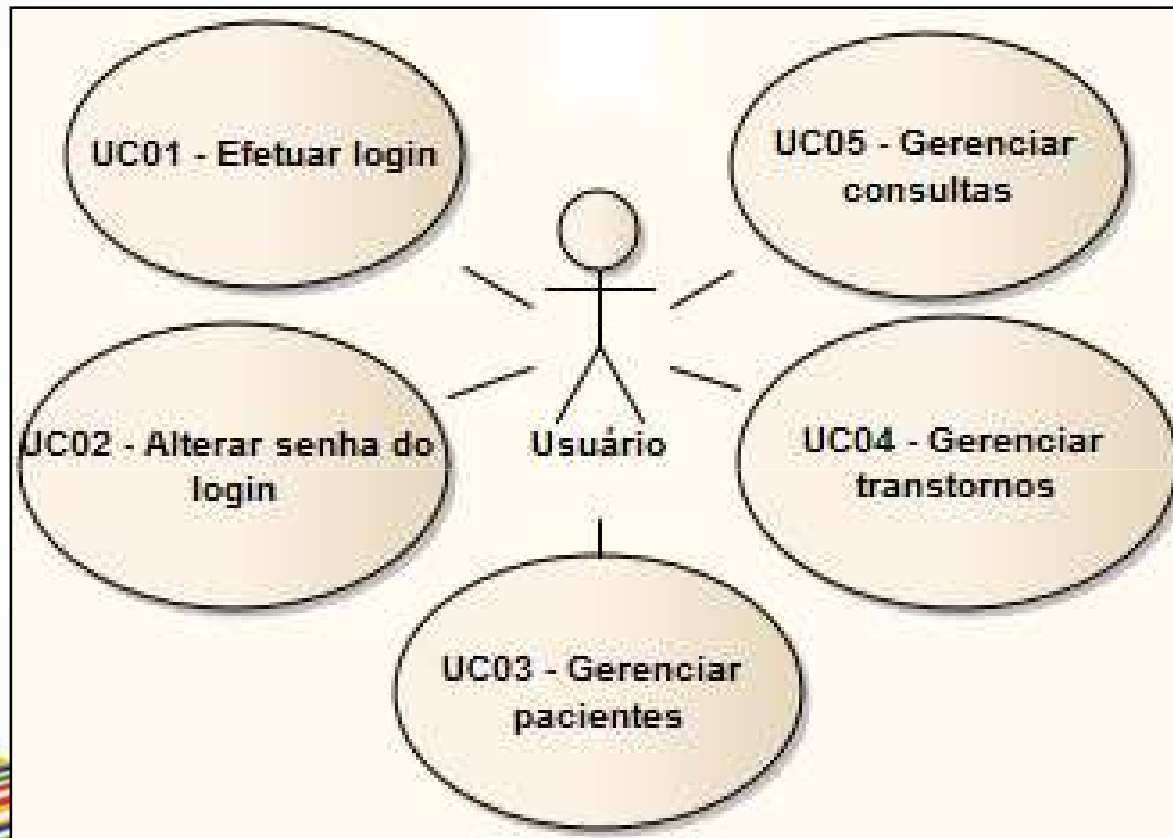 UC01 - Efetuar login
UC05 - Gerenciar
consultas
UC02 - Alterar senha do
login
Usuário
UC04 - Gerenciar
transtornos
UC03 - Gerenciar
pacientes